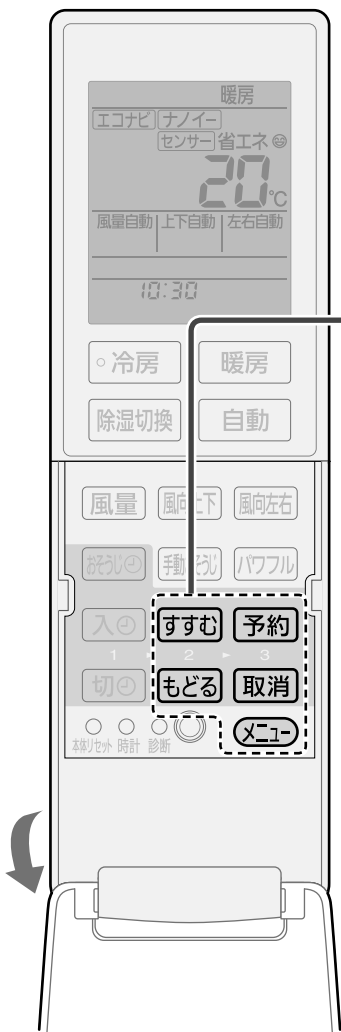 暖房
エコナビ ナノイー
センサー 省エネ
20℃
風量自動 上下自動 左右自動
10:30
冷房 暖房
除湿切換 自動
風量 風向上下 風向左右
おそうじ 手動おそうじ パワフル
入 すすむ 予約
1 2 ► 3
切 もどる 取消
メニュー
本体リセット 時計 診断